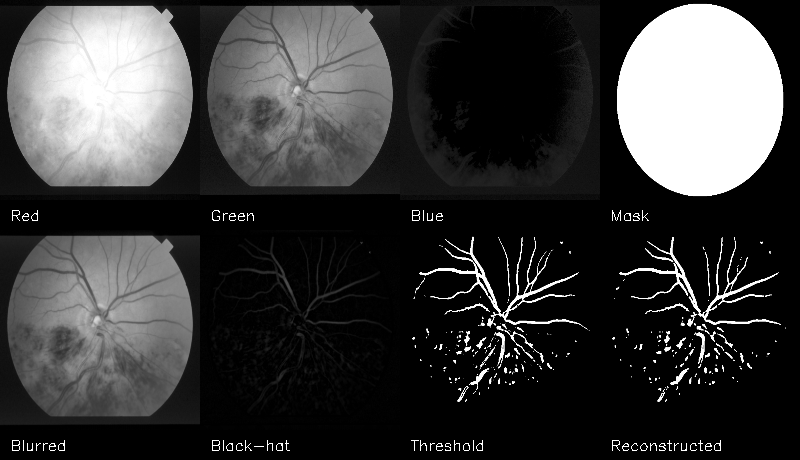 Red
Green
Blue
Mask
Blurred
Black-hat
Threshold
Reconstructed